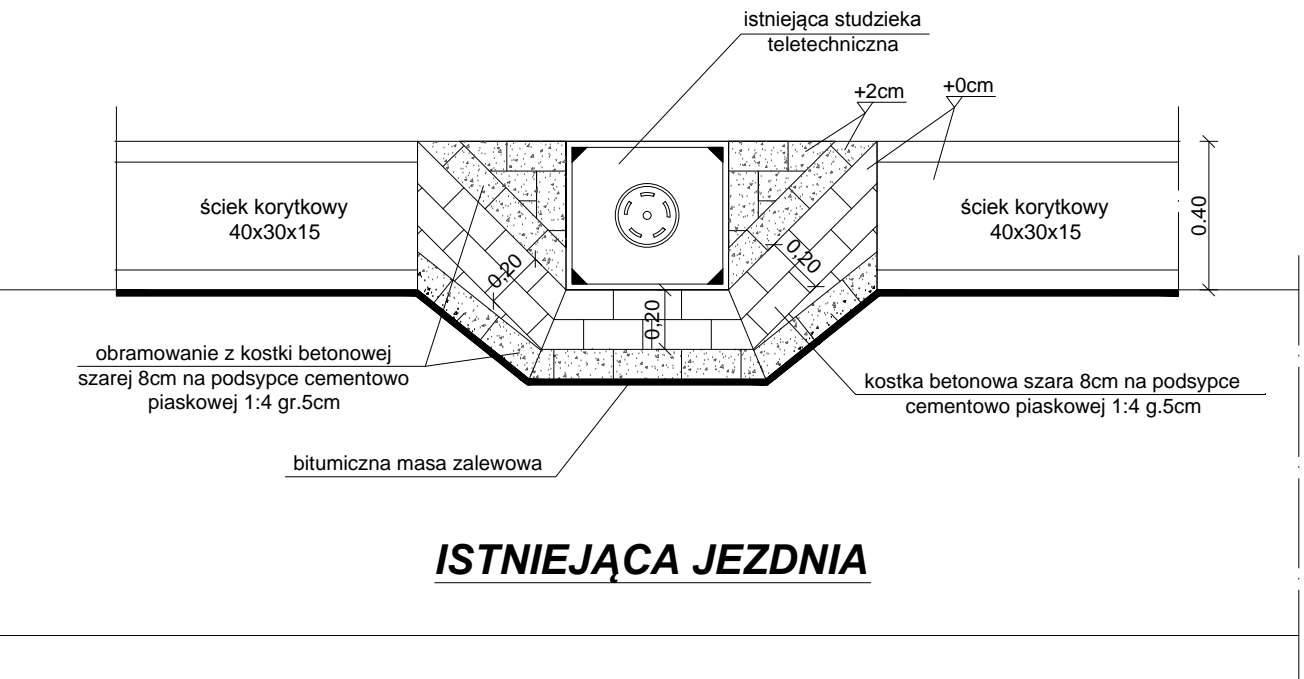 istniejąca studzieka
teletechniczna
+2cm
+0cm
ściek korytkowy
40x30x15
ściek korytkowy
40x30x15
0.40
0,20
0,20
0,20
obramowanie z kostki betonowej
szarej 8cm na podsypce cementowo
piaskowej 1:4 gr.5cm
kostka betonowa szara 8cm na podsypce
cementowo piaskowej 1:4 g.5cm
bitumiczna masa zalewowa
ISTNIEJĄCA JEZDNIA